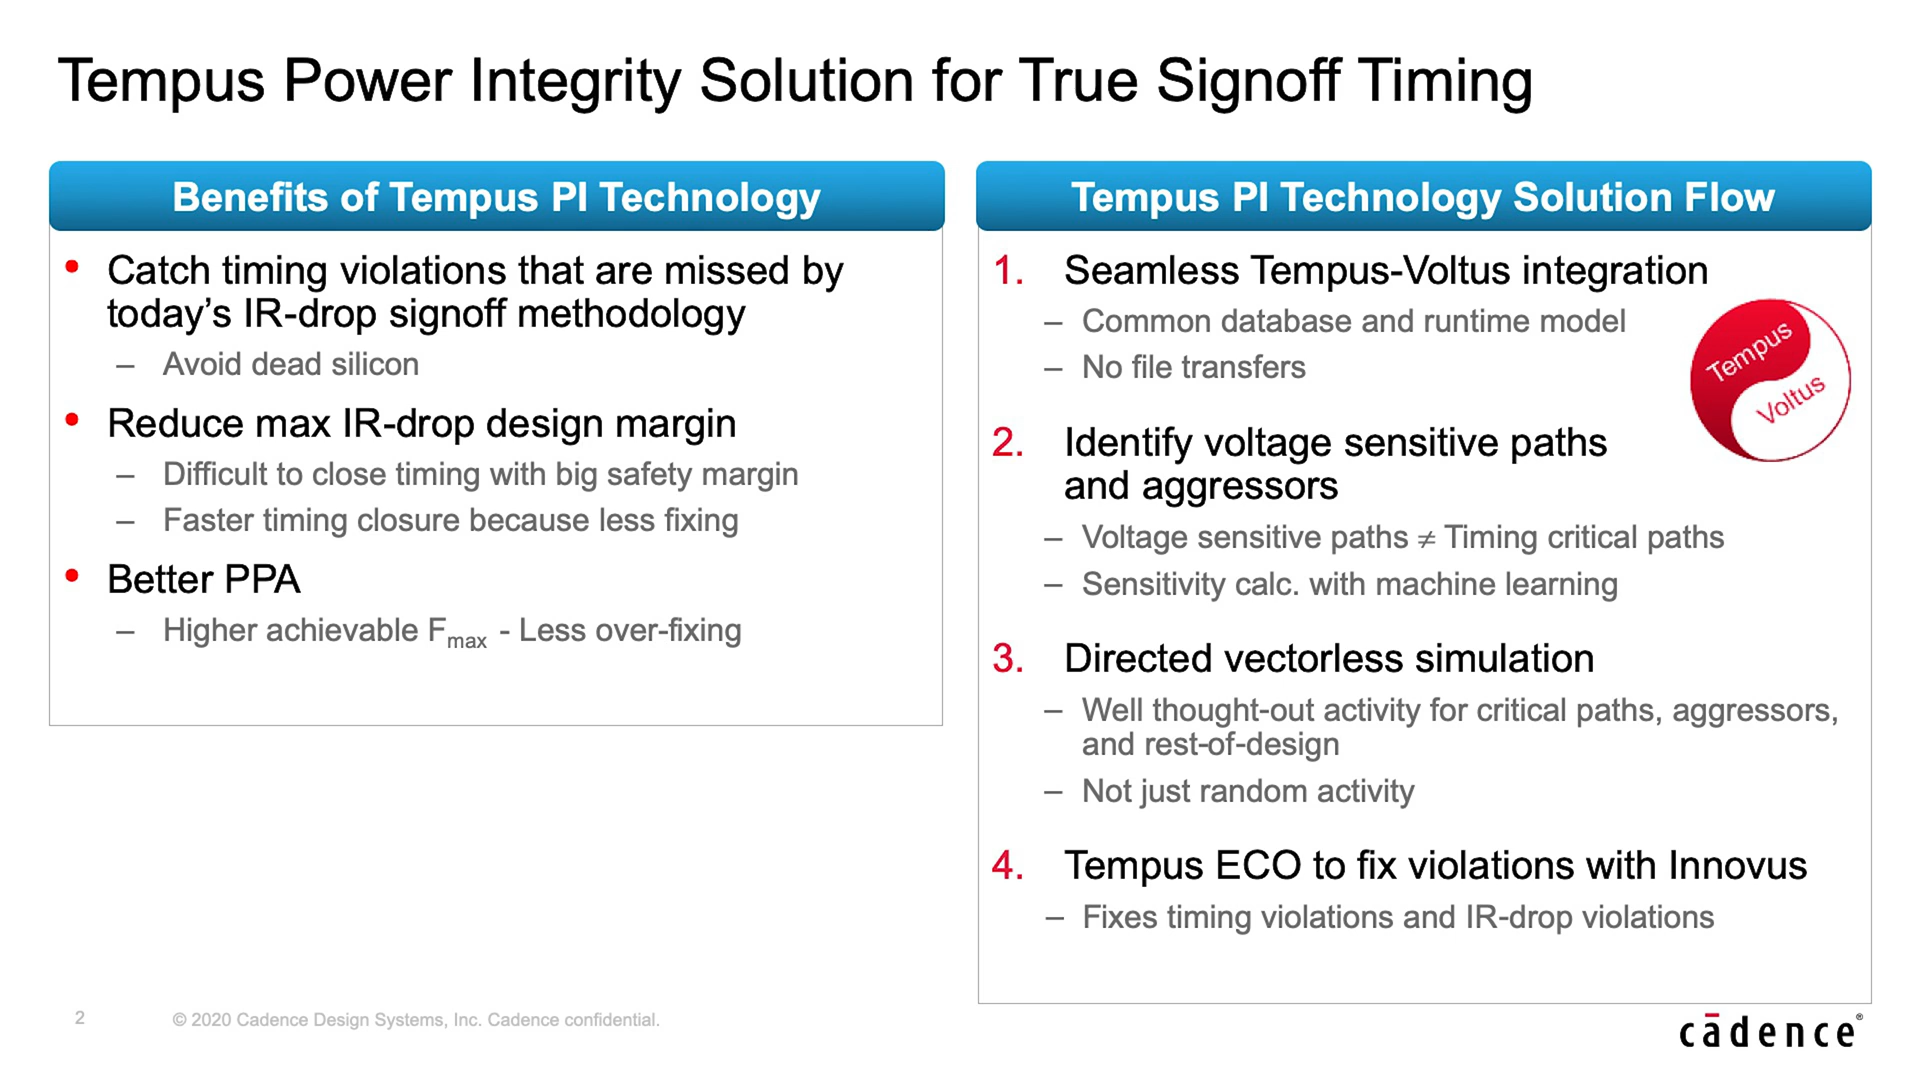 Tempus Power Integrity Solution for True Signoff Timing
Benefits of Tempus PI Technology
• Catch timing violations that are missed by
today’s IR-drop signoff methodology
– Avoid dead silicon
• Reduce max IR-drop design margin
– Difficult to close timing with big safety margin
– Faster timing closure because less fixing
• Better PPA
– Higher achievable Fmax - Less over-fixing
Tempus PI Technology Solution Flow
1. Seamless Tempus-Voltus integration
– Common database and runtime model
– No file transfers
Tempus
Voltus
2. Identify voltage sensitive paths
and aggressors
– Voltage sensitive paths ≠ Timing critical paths
– Sensitivity calc. with machine learning
3. Directed vectorless simulation
– Well thought-out activity for critical paths, aggressors,
and rest-of-design
– Not just random activity
4. Tempus ECO to fix violations with Innovus
– Fixes timing violations and IR-drop violations
2
© 2020 Cadence Design Systems, Inc. Cadence confidential.
cādence®